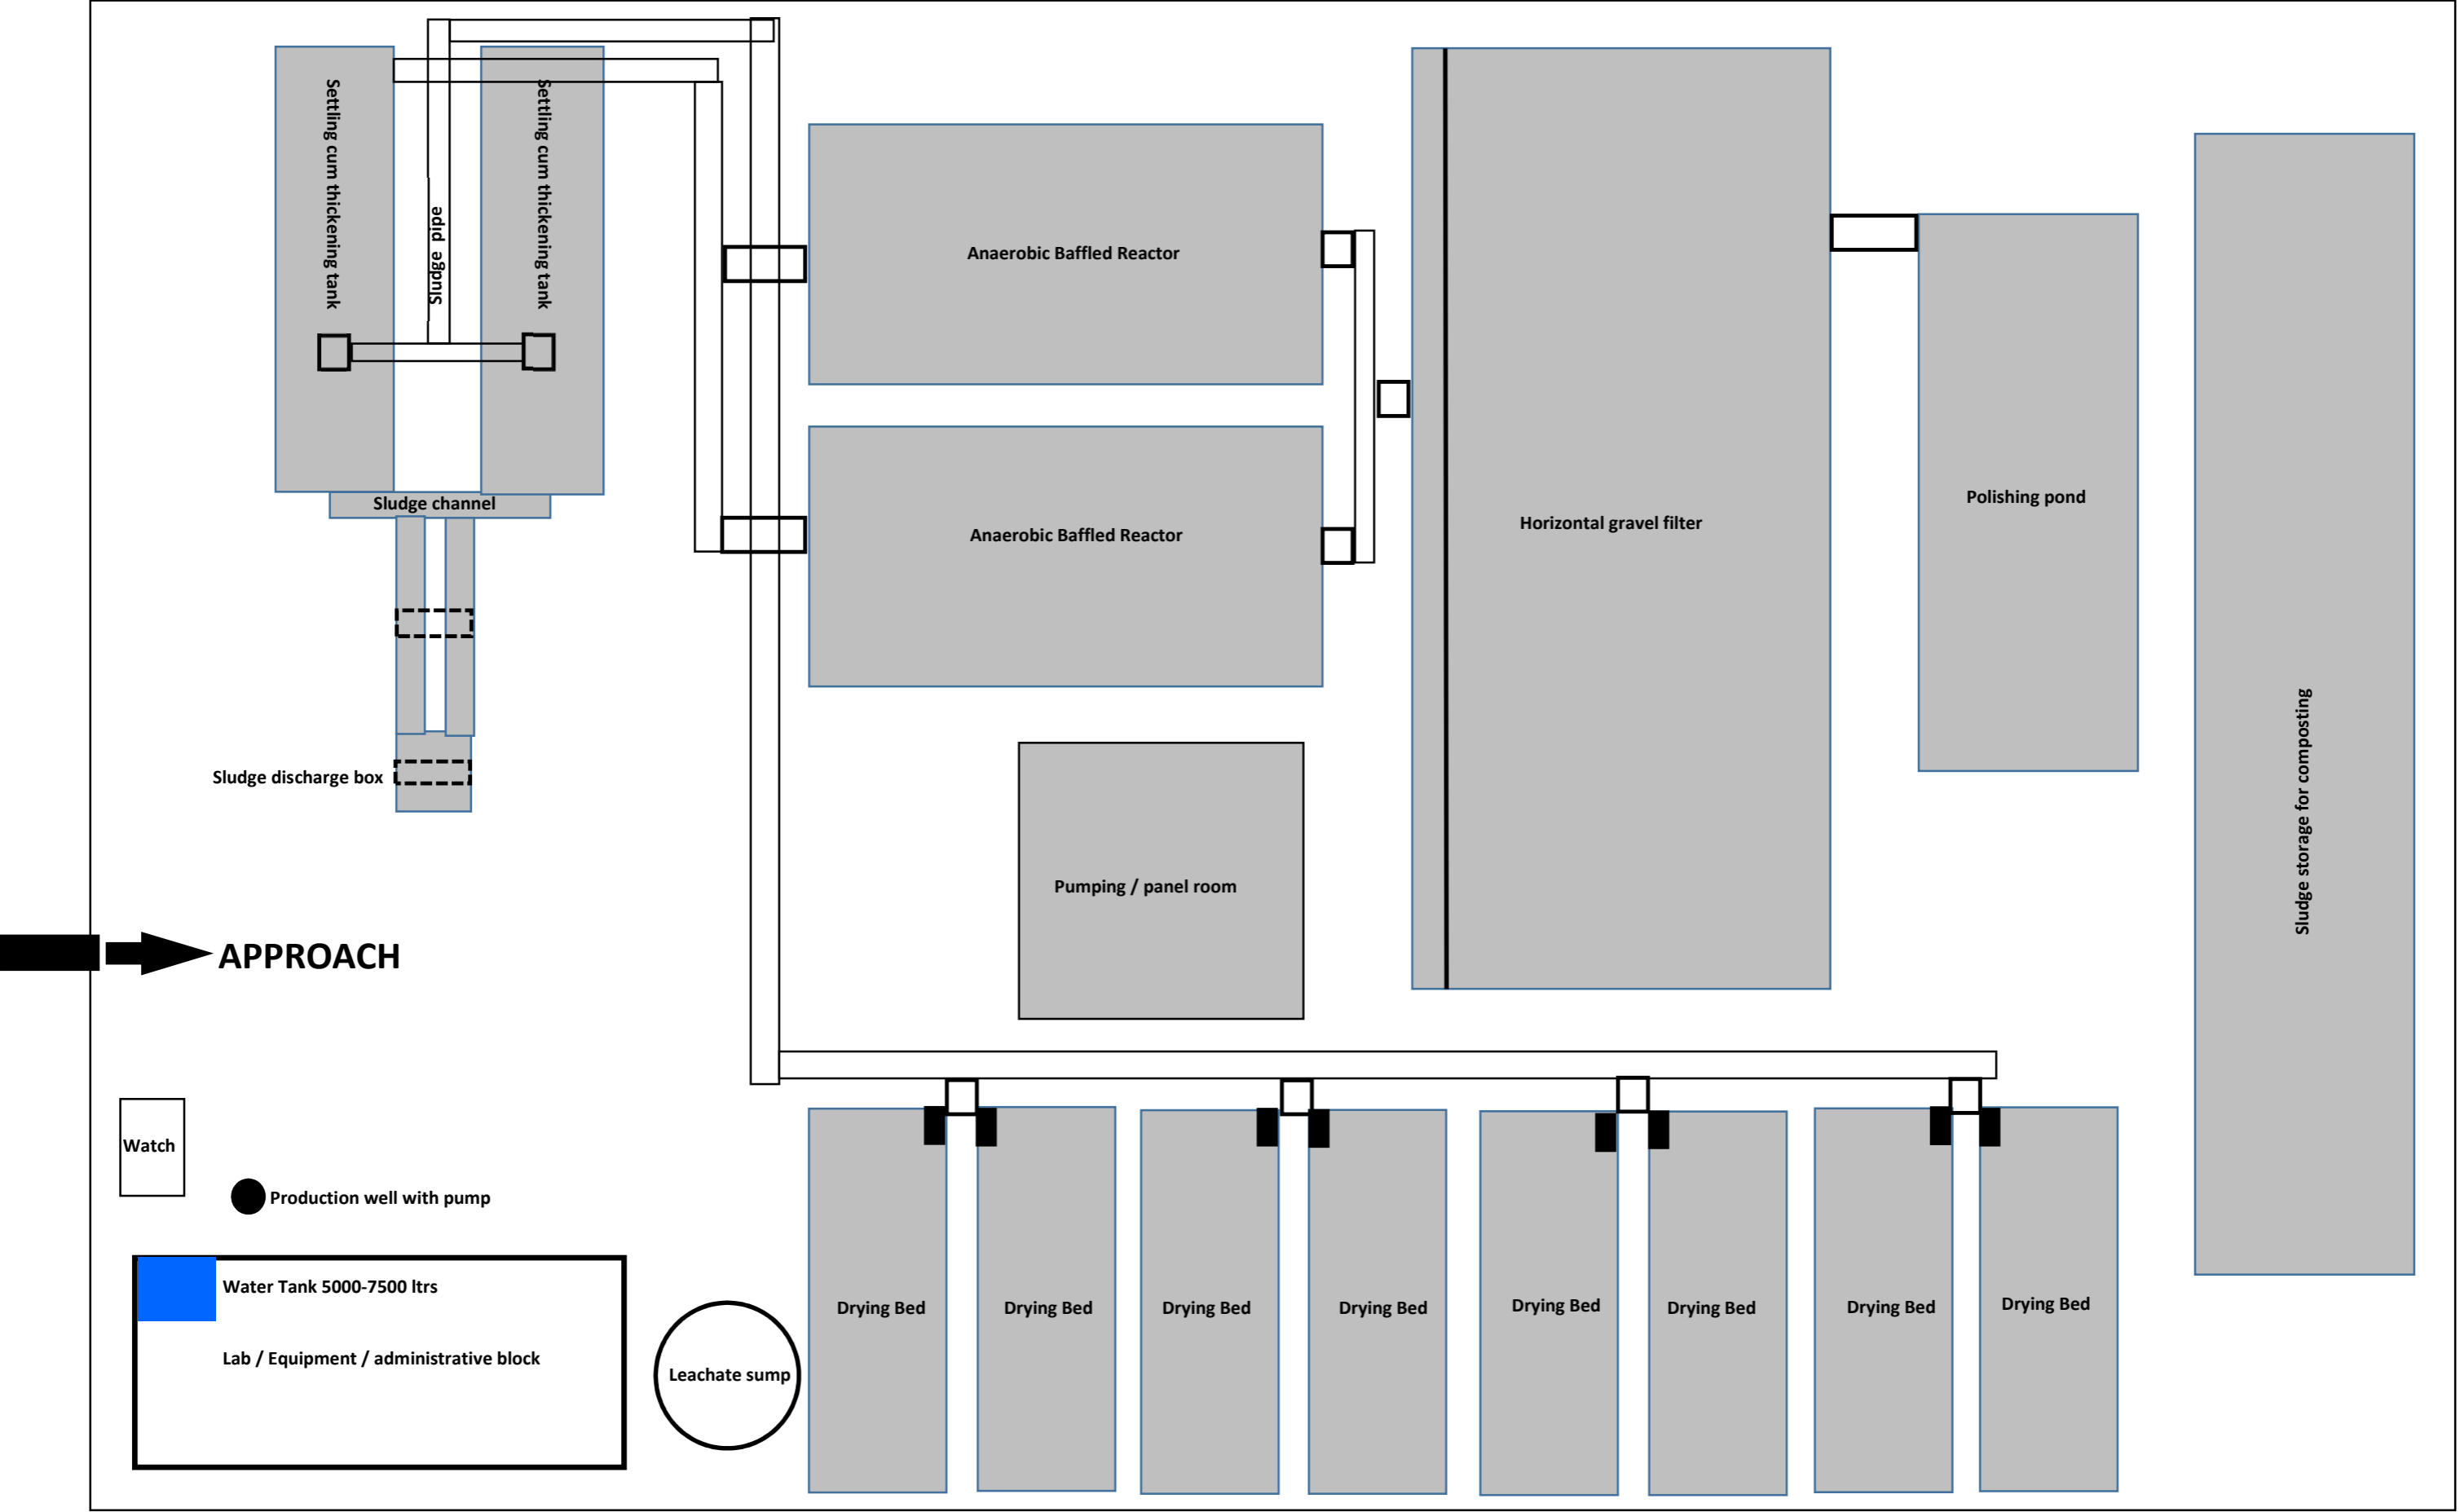 Settling cum thickening tank
Sludge pipe
Settling cum thickening tank
Anaerobic Baffled Reactor
Anaerobic Baffled Reactor
Horizontal gravel filter
Polishing pond
Sludge storage for composting
Sludge channel
Sludge discharge box
Pumping / panel room
APPROACH
Watch
Production well with pump
Water Tank 5000-7500 ltrs
Lab / Equipment / administrative block
Leachate sump
Drying Bed
Drying Bed
Drying Bed
Drying Bed
Drying Bed
Drying Bed
Drying Bed
Drying Bed